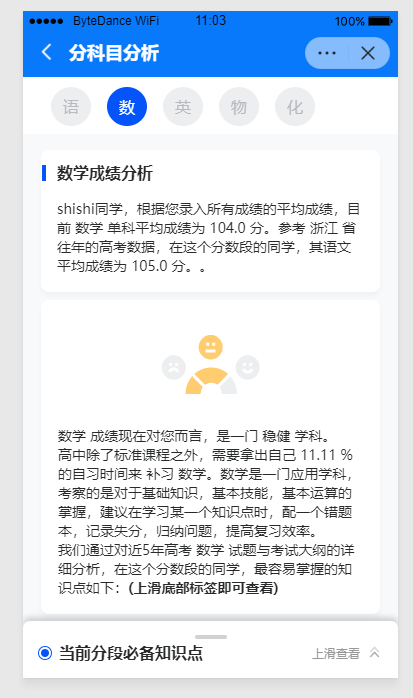 ByteDance WiFi 11:03 100%
分科目分析
语 数 英 物 化
数学成绩分析
shishi同学，根据您录入所有成绩的平均成绩，目
前 数学 单科平均成绩为 104.0 分。参考 浙江 省
往年的高考数据，在这个分数段的同学，其语文
平均成绩为 105.0 分。。
数学 成绩现在对您而言，是一门 稳健 学科。
高中除了标准课程之外，需要拿出自己 11.11 %
的自习时间来 补习 数学。数学是一门应用学科，
考察的是对于基础知识，基本技能，基本运算的
掌握，建议在学习某一个知识点时，配一个错题
本，记录失分，归纳问题，提高复习效率。
我们通过对近5年高考 数学 试题与考试大纲的详
细分析，在这个分数段的同学，最容易掌握的知
识点如下：(上滑底部标签即可查看)
当前分段必备知识点 上滑查看